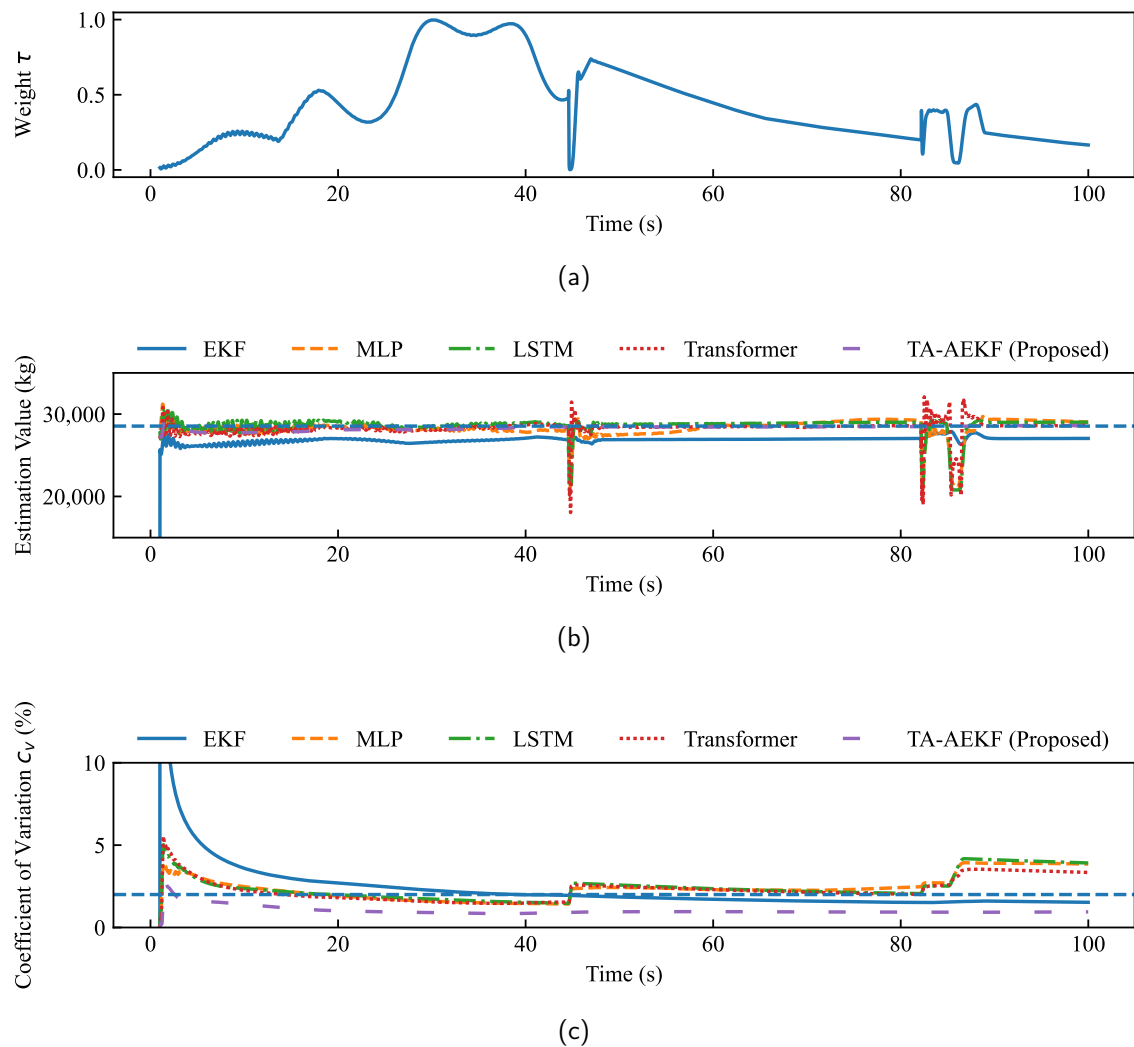 Weight τ
1.0
0.5
0.0
0 20 40 60 80 100
Time (s)
(a)
EKF MLP LSTM Transformer TA-AEKF (Proposed)
Estimation Value (kg)
30,000
20,000
0 20 40 60 80 100
Time (s)
(b)
EKF MLP LSTM Transformer TA-AEKF (Proposed)
Coefficient of Variation cᵥ (%)
10
5
0
0 20 40 60 80 100
Time (s)
(c)